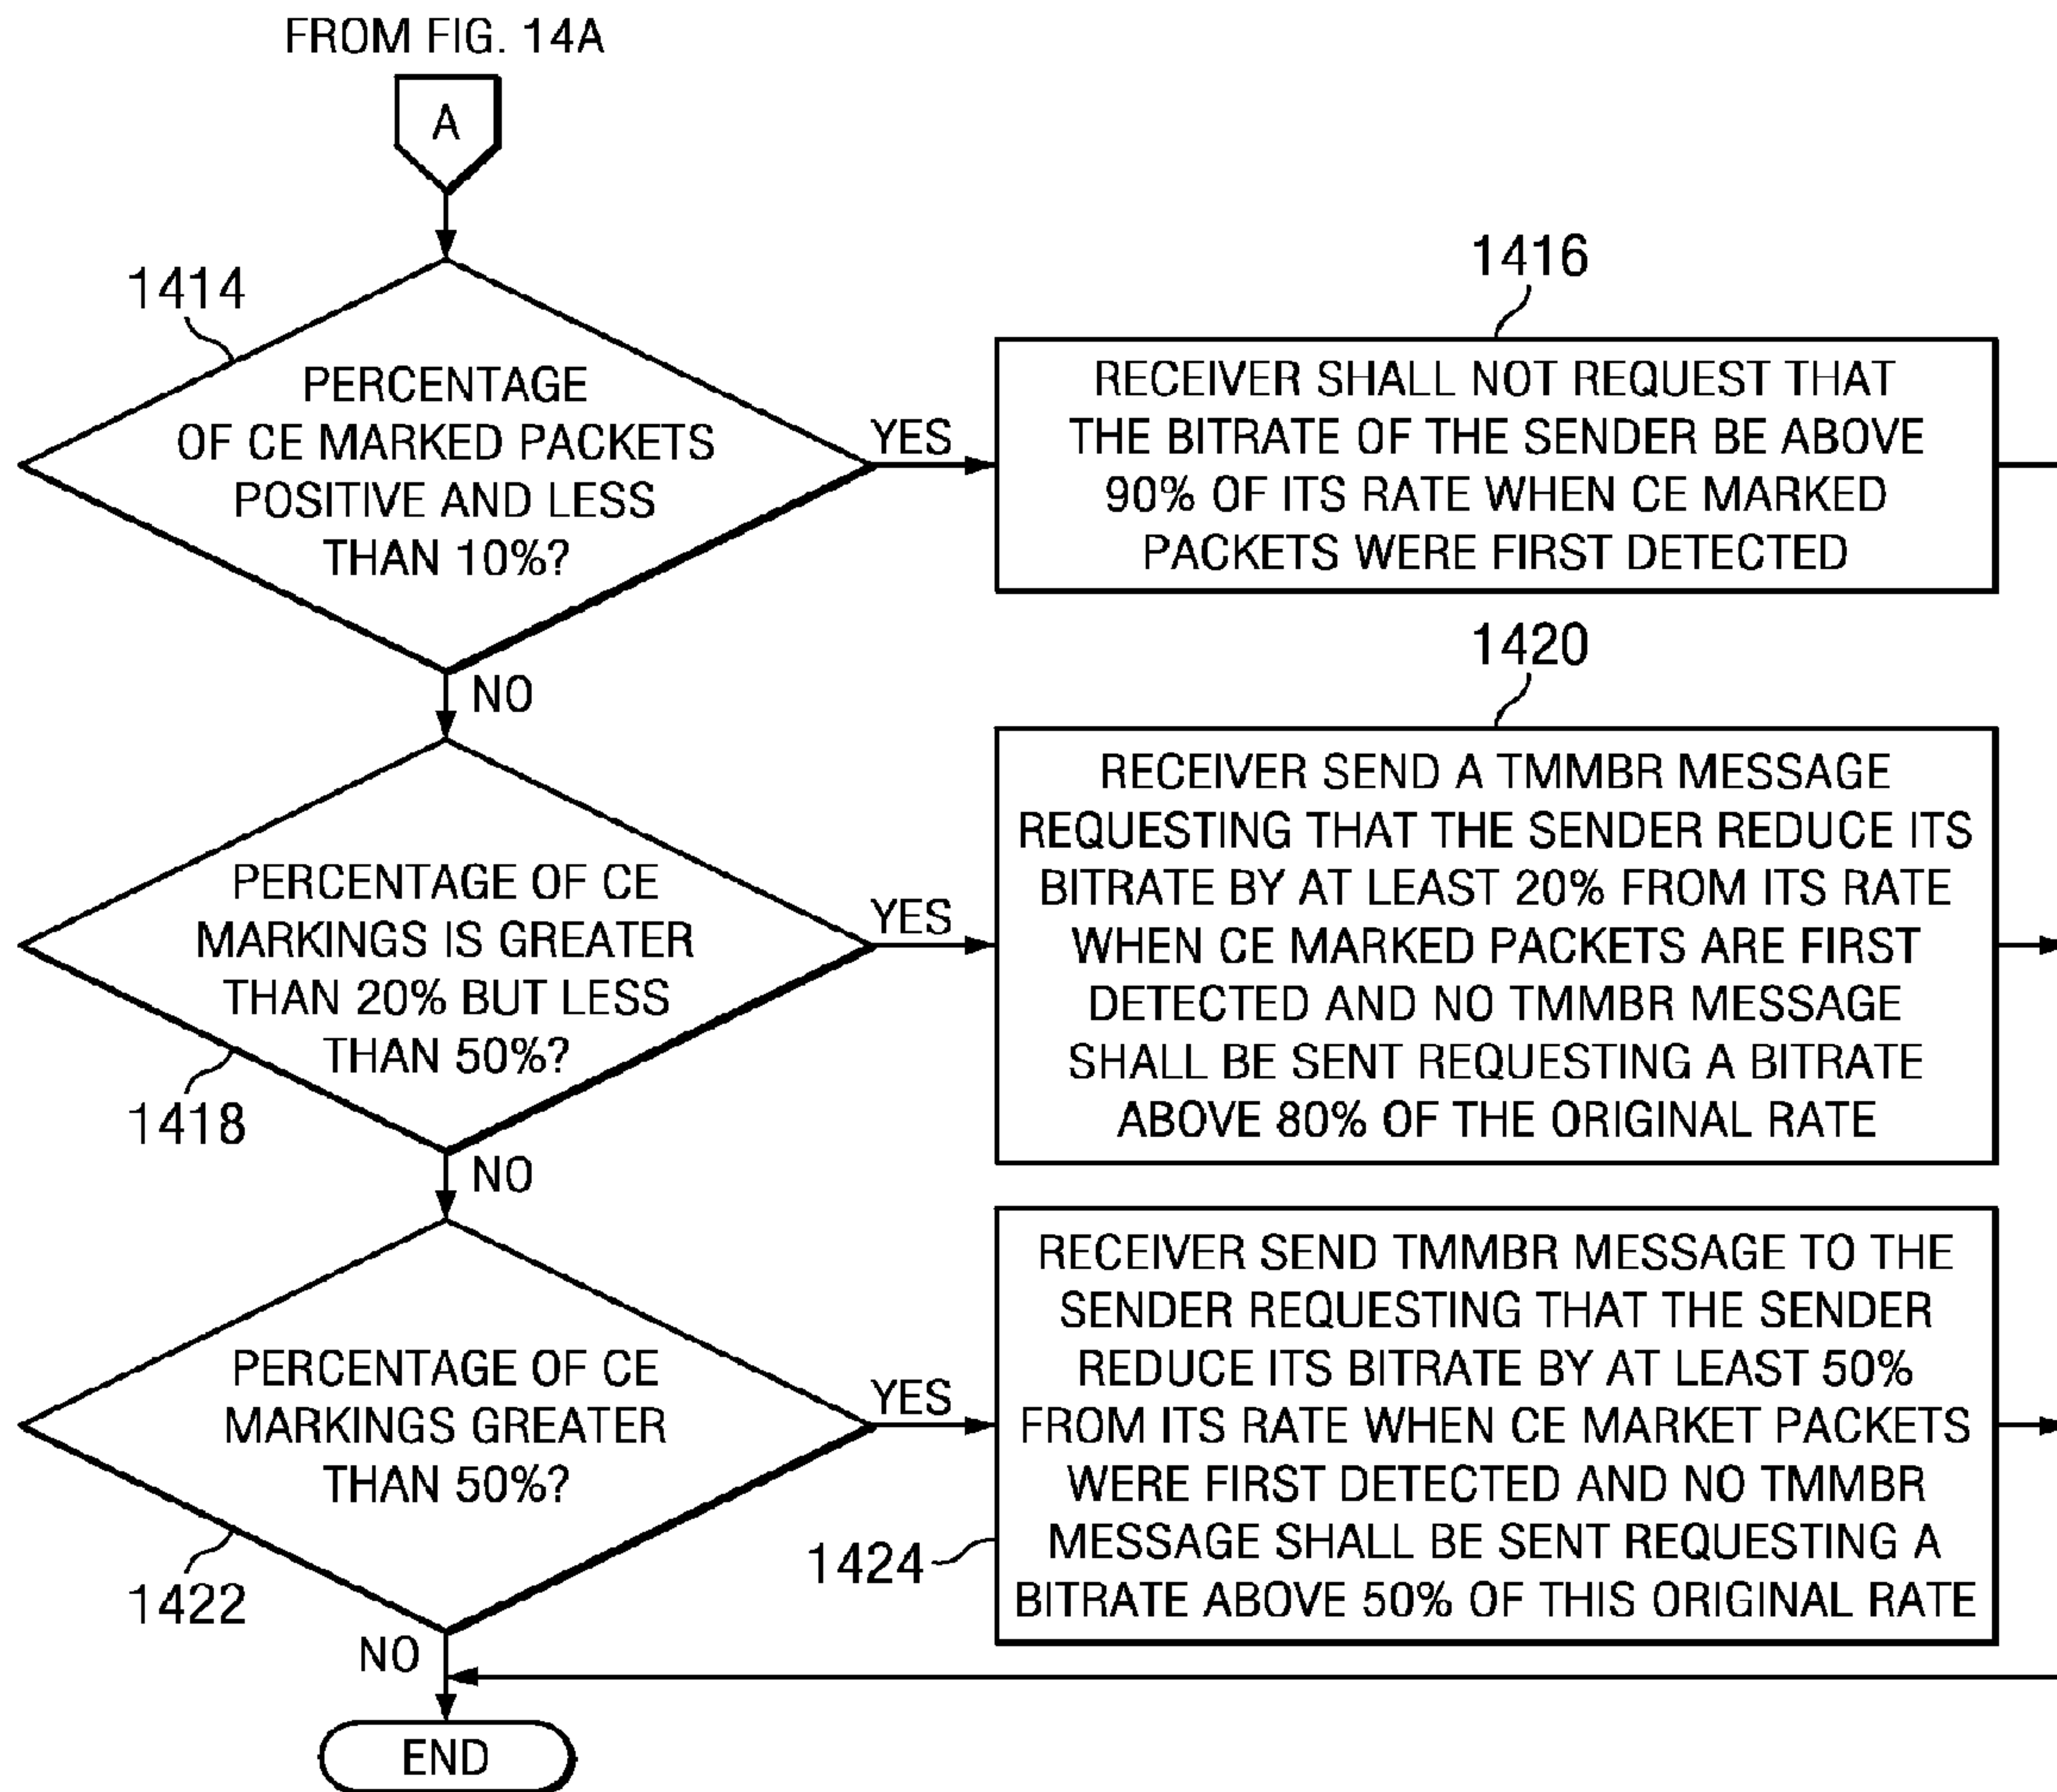 FROM FIG. 14A
A
1414
PERCENTAGE
OF CE MARKED PACKETS
POSITIVE AND LESS
THAN 10%?
YES
1416
RECEIVER SHALL NOT REQUEST THAT
THE BITRATE OF THE SENDER BE ABOVE
90% OF ITS RATE WHEN CE MARKED
PACKETS WERE FIRST DETECTED
NO
1418
PERCENTAGE OF CE
MARKINGS IS GREATER
THAN 20% BUT LESS
THAN 50%?
YES
1420
RECEIVER SEND A TMMBR MESSAGE
REQUESTING THAT THE SENDER REDUCE ITS
BITRATE BY AT LEAST 20% FROM ITS RATE
WHEN CE MARKED PACKETS ARE FIRST
DETECTED AND NO TMMBR MESSAGE
SHALL BE SENT REQUESTING A BITRATE
ABOVE 80% OF THE ORIGINAL RATE
NO
PERCENTAGE OF CE
MARKINGS GREATER
THAN 50%?
1422
YES
RECEIVER SEND TMMBR MESSAGE TO THE
SENDER REQUESTING THAT THE SENDER
REDUCE ITS BITRATE BY AT LEAST 50%
FROM ITS RATE WHEN CE MARKET PACKETS
WERE FIRST DETECTED AND NO TMMBR
MESSAGE SHALL BE SENT REQUESTING A
BITRATE ABOVE 50% OF THIS ORIGINAL RATE
1424
NO
END